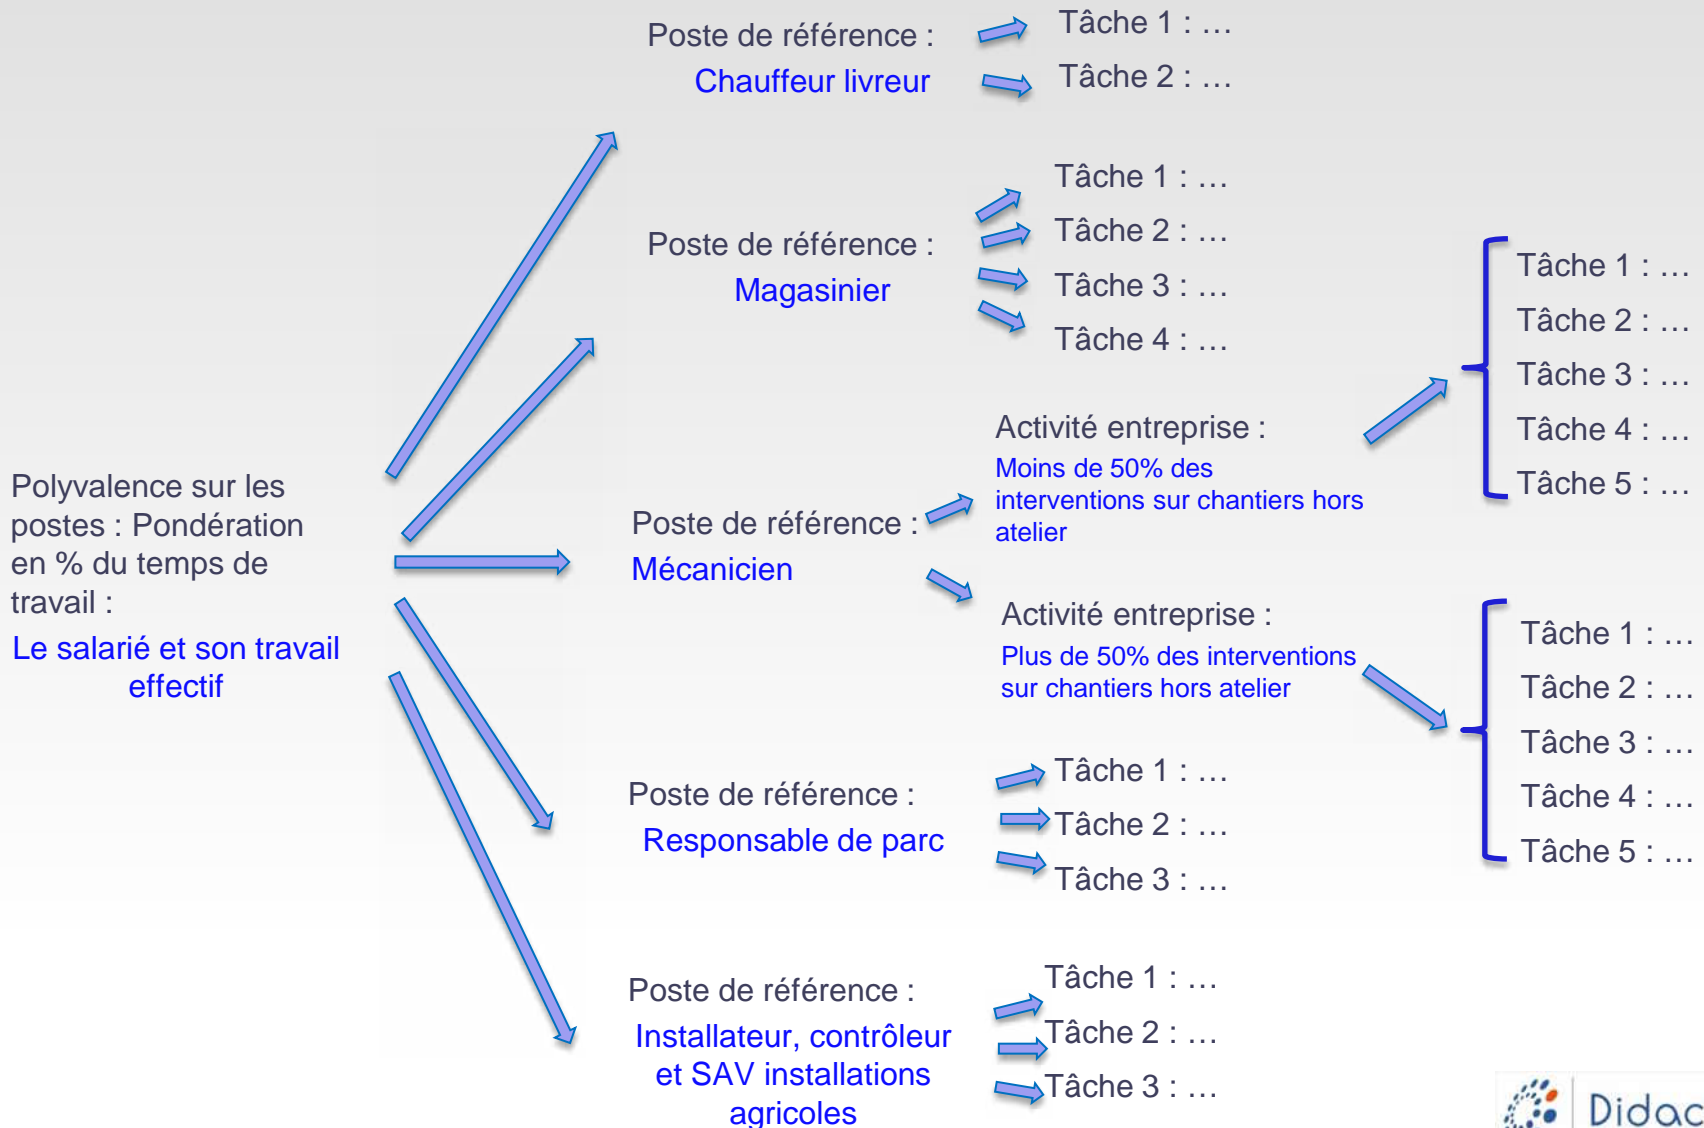 Polyvalence sur les
postes : Pondération
en % du temps de
travail :
Le salarié et son travail
effectif
Poste de référence :
Chauffeur livreur
Tâche 1 : …
Tâche 2 : …
Poste de référence :
Magasinier
Tâche 1 : …
Tâche 2 : …
Tâche 3 : …
Tâche 4 : …
Poste de référence :
Mécanicien
Activité entreprise :
Moins de 50% des
interventions sur chantiers hors
atelier
Tâche 1 : …
Tâche 2 : …
Tâche 3 : …
Tâche 4 : …
Tâche 5 : …
Activité entreprise :
Plus de 50% des interventions
sur chantiers hors atelier
Tâche 1 : …
Tâche 2 : …
Tâche 3 : …
Tâche 4 : …
Tâche 5 : …
Poste de référence :
Responsable de parc
Tâche 1 : …
Tâche 2 : …
Tâche 3 : …
Poste de référence :
Installateur, contrôleur
et SAV installations
agricoles
Tâche 1 : …
Tâche 2 : …
Tâche 3 : …
Didac